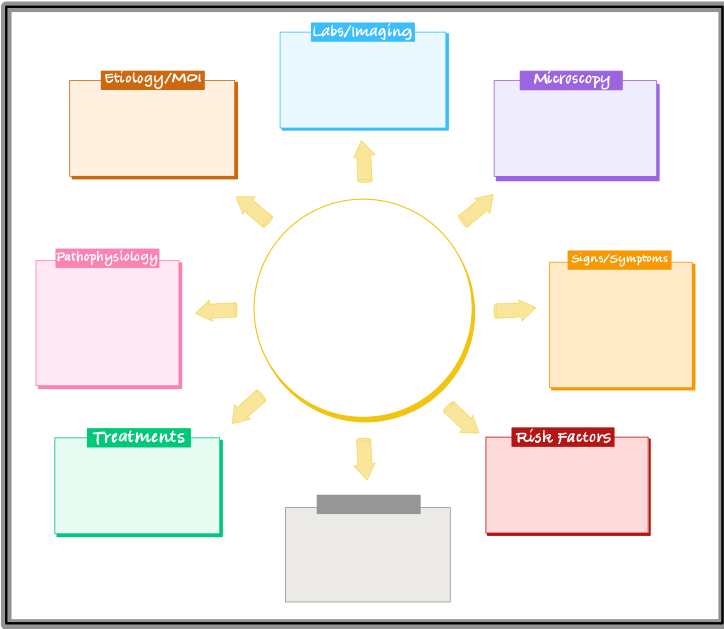 Labs/Imaging
Etiology/MOI
Microscopy
Pathophysiology
Signs/Symptoms
Treatments
Risk Factors